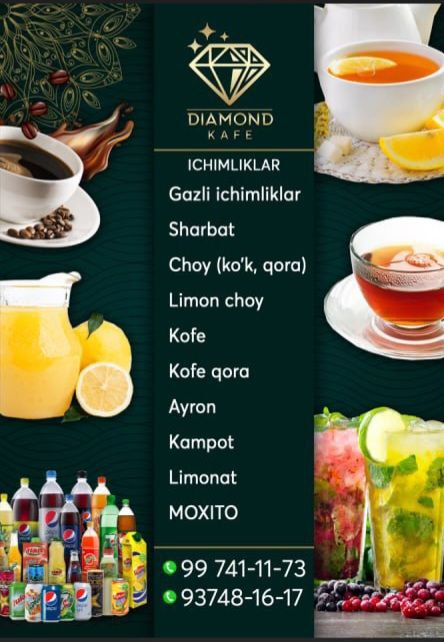 DIAMOND
KAFE
ICHIMLIKLAR
Gazli ichimliklar
Sharbat
Choy (ko'k, qora)
Limon choy
Kofe
Kofe qora
Ayron
Kampot
Limonat
MOXITO
99 741-11-73
93748-16-17